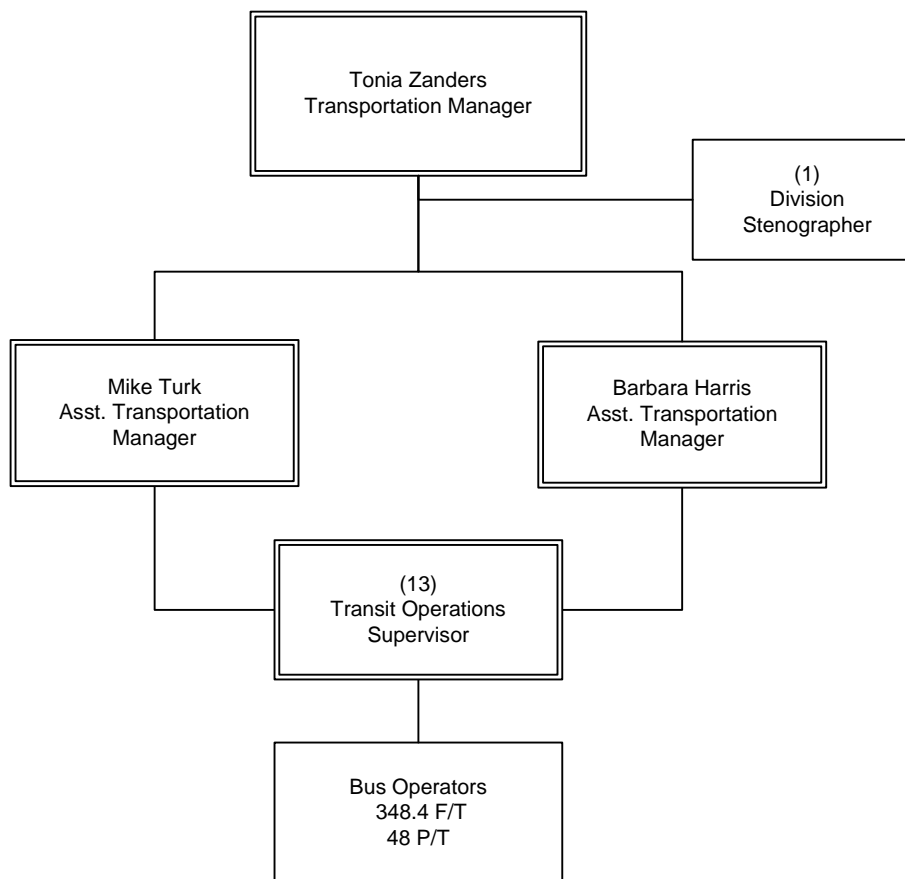 Tonia Zanders
Transportation Manager
(1)
Division
Stenographer
Mike Turk
Asst. Transportation
Manager
Barbara Harris
Asst. Transportation
Manager
(13)
Transit Operations
Supervisor
Bus Operators
348.4 F/T
48 P/T